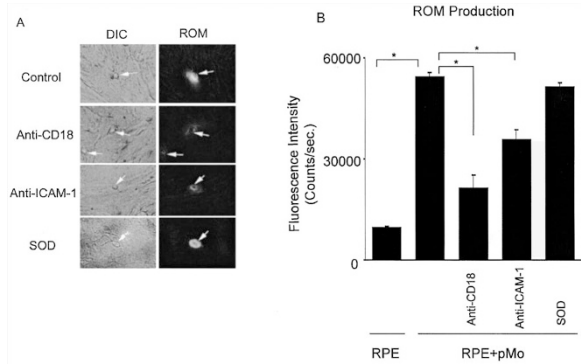 A
DIC ROM
Control
Anti-CD18
Anti-ICAM-1
SOD
B
ROM Production
Fluorescence Intensity
(Counts/sec.)
60000
30000
0
* * *
Anti-CD18
Anti-ICAM-1
SOD
RPE RPE+pMo